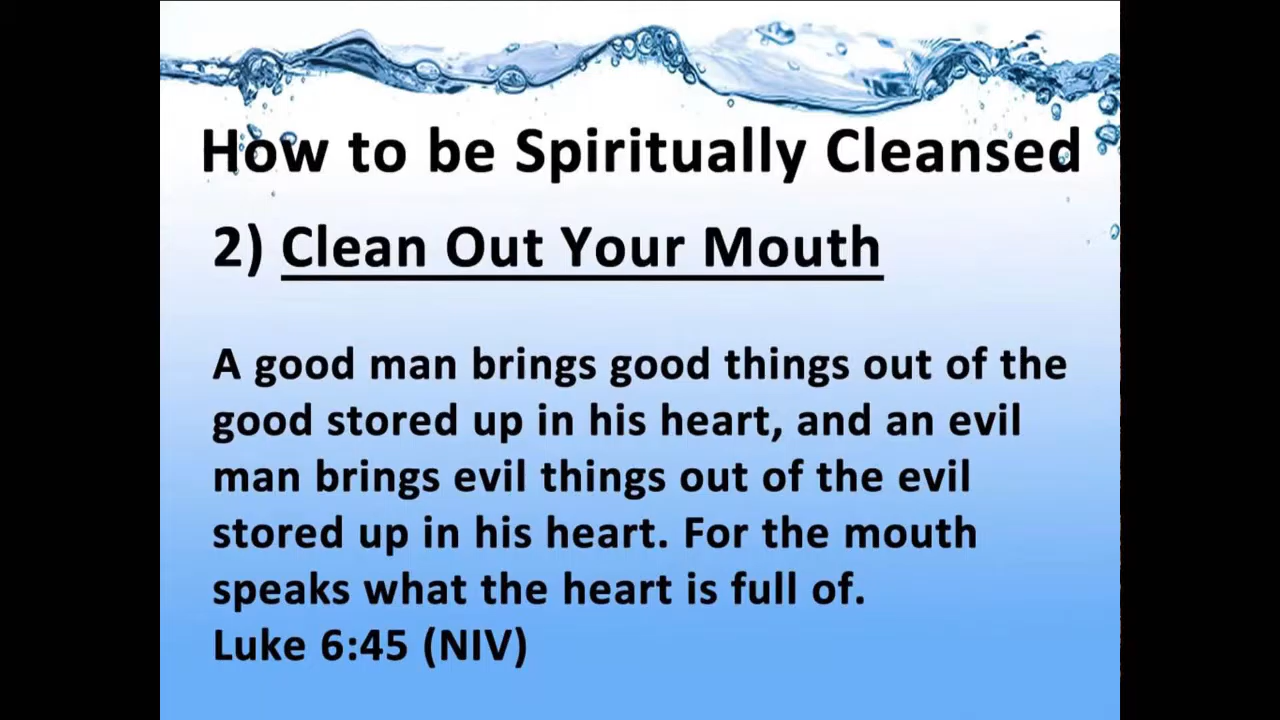 How to be Spiritually Cleansed
2) Clean Out Your Mouth
A good man brings good things out of the
good stored up in his heart, and an evil
man brings evil things out of the evil
stored up in his heart. For the mouth
speaks what the heart is full of.
Luke 6:45 (NIV)